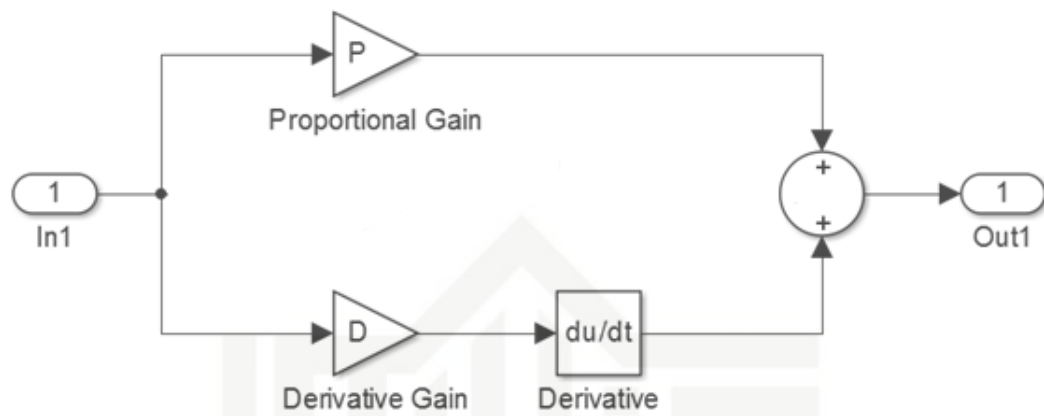 P
Proportional Gain
1
In1
+
+
1
Out1
D
du/dt
Derivative Gain
Derivative